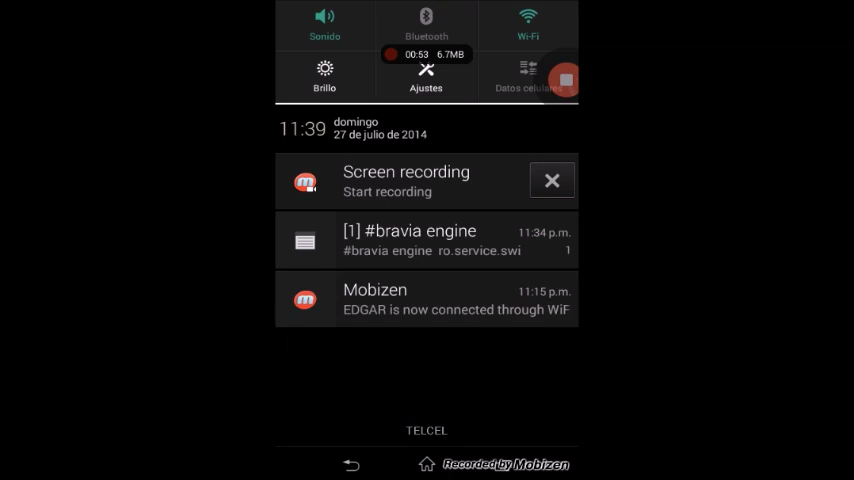 Sonido
Bluetooth
Wi-Fi
00:53 6.7MB
Brillo
Ajustes
Datos celulares
11:39
domingo
27 de julio de 2014
Screen recording
Start recording
[1] #bravia engine 11:34 p.m.
#bravia engine ro.service.swi 1
Mobizen 11:15 p.m.
EDGAR is now connected through WiF
TELCEL
Recorded by Mobizen